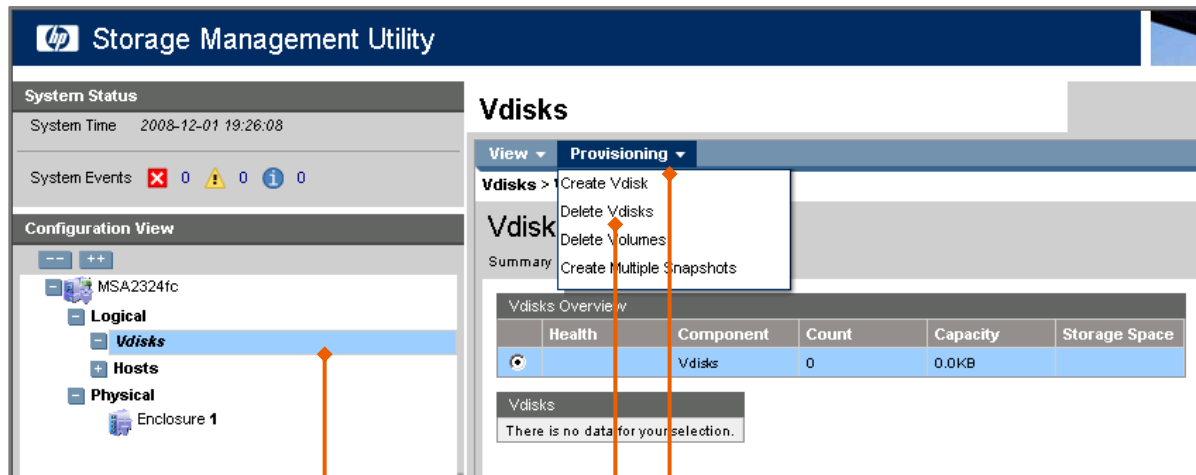 hp Storage Management Utility
System Status
System Time 2008-12-01 19:26:08
System Events 0 0 0
Configuration View
-- ++
MSA2324fc
Logical
Vdisks
Hosts
Physical
Enclosure 1
Vdisks
View Provisioning
Vdisks >
Create Vdisk
Delete Vdisks
Delete Volumes
Create Multiple Snapshots
Vdisk
Summary
Vdisks Overview
Health Component Count Capacity Storage Space
Vdisks 0 0.0KB
Vdisks
There is no data for your selection.